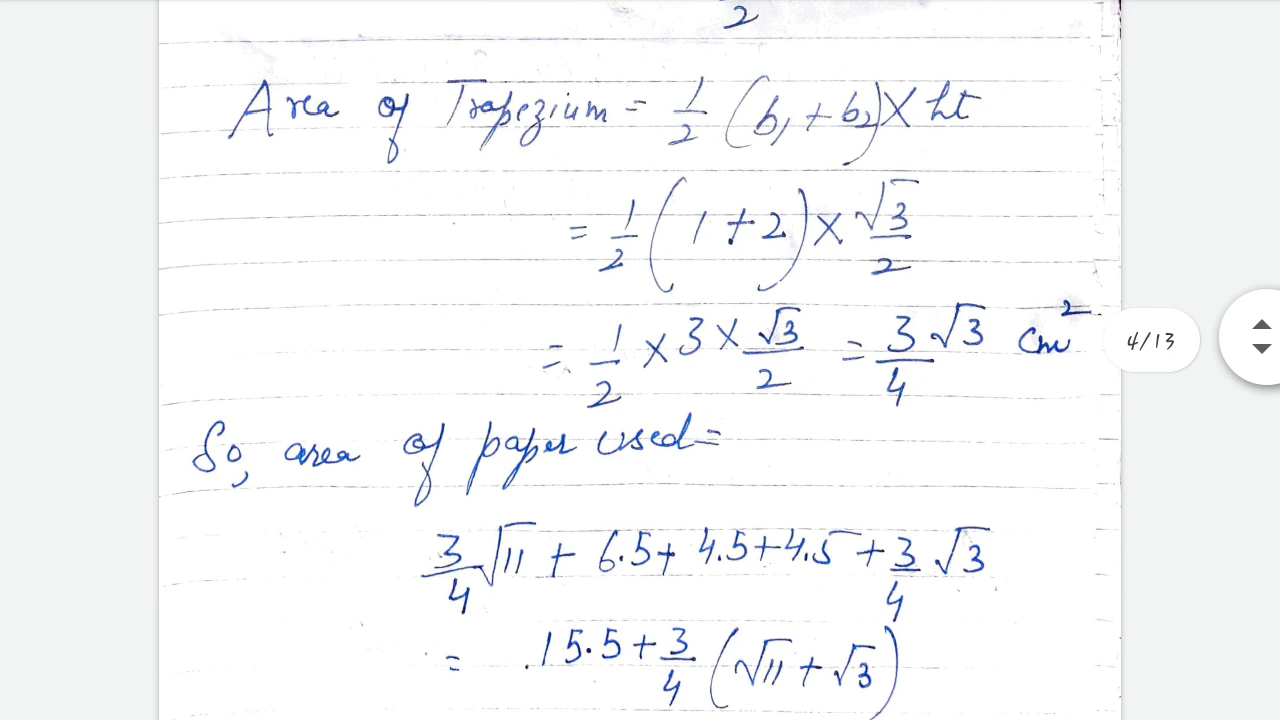 2
Area of Trapezium = 1/2 (b₁ + b₂) × ht
= 1/2 (1 + 2) × √3/2
= 1/2 × 3 × √3/2 = 3/4 √3 cm²
4/13
So, area of paper used =
3/4 √11 + 6.5 + 4.5 + 4.5 + 3/4 √3
= 15.5 + 3/4 (√11 + √3)